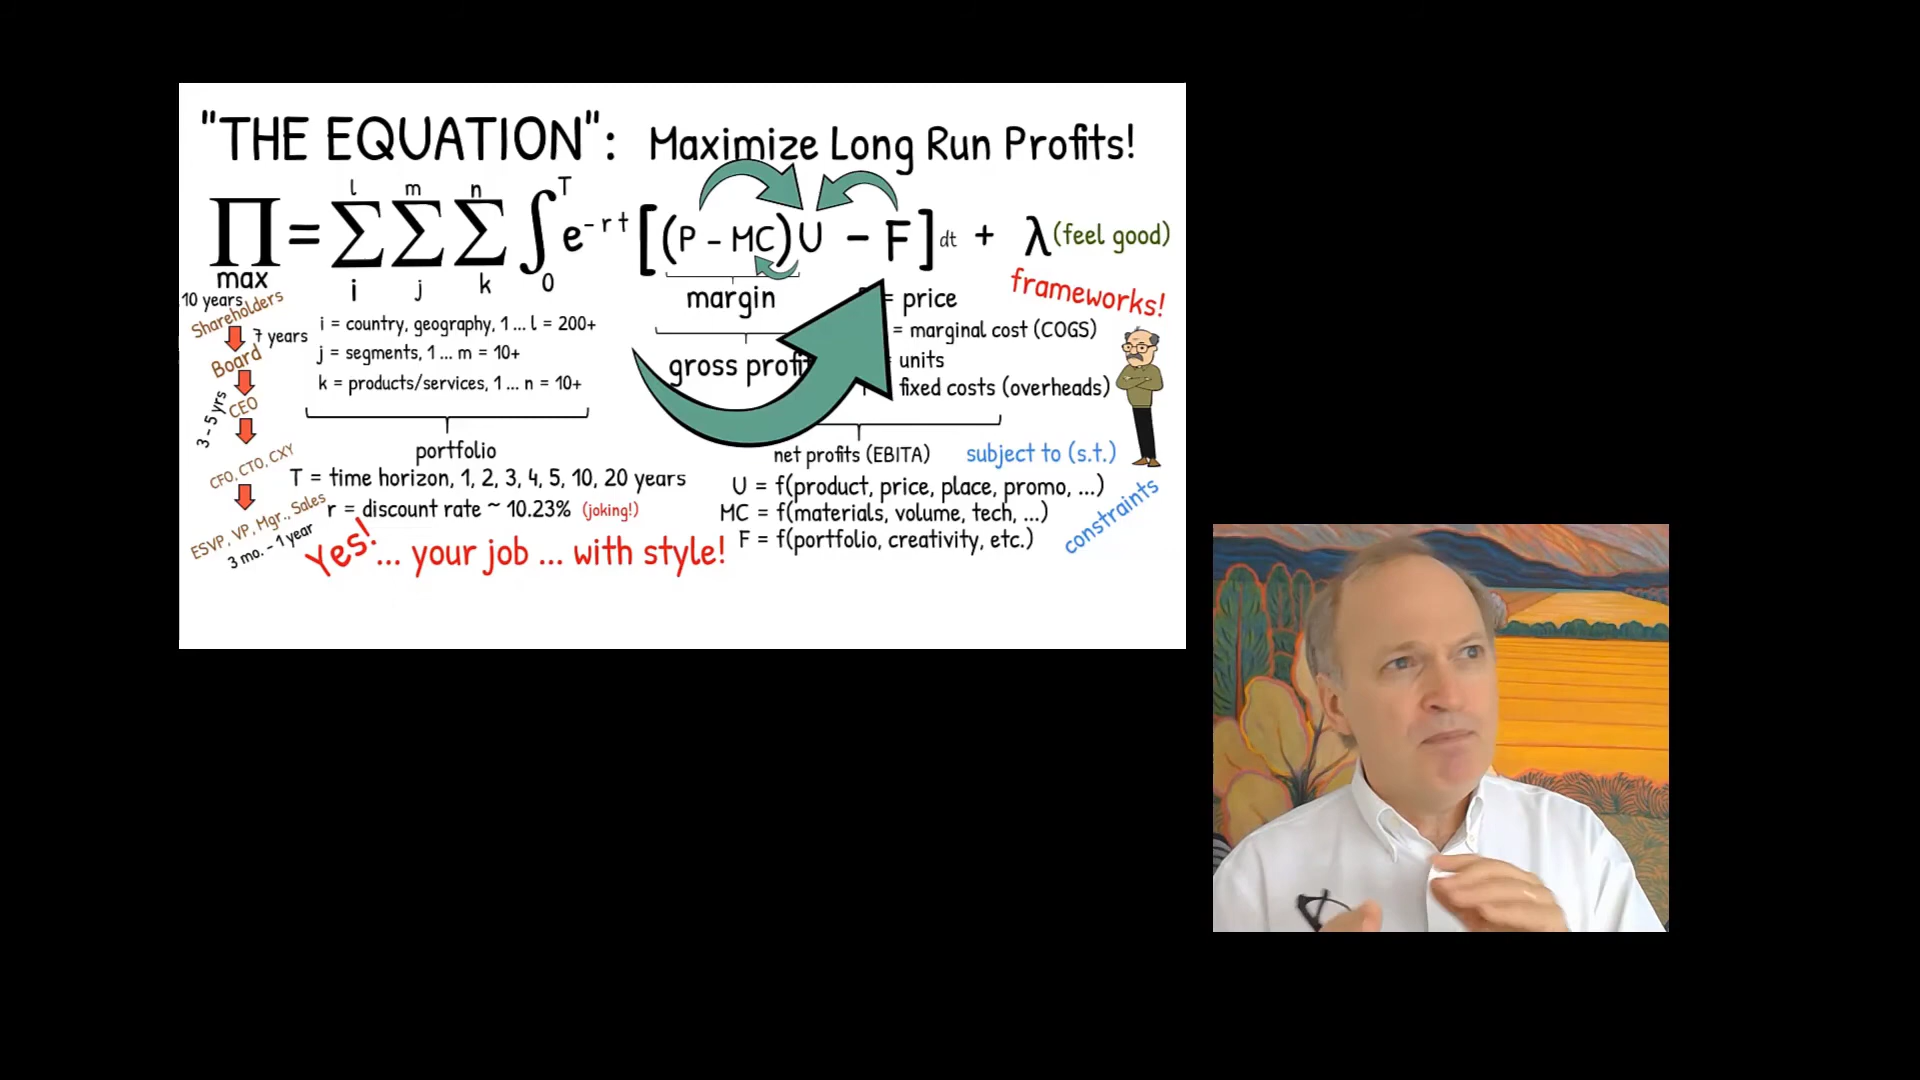 "THE EQUATION": Maximize Long Run Profits!
l m n T
∏ = ∑ ∑ ∑ ∫ e^-rt [(P - MC)U - F] dt + λ (feel good)
max i j k 0
frameworks!
10 years
Shareholders
7 years
Board
CEO
3 - 5 yrs
CFO, CTO, CXY
ESVP, VP, Mgr., Sales
3 mo. - 1 year
i = country, geography, 1 ... l = 200+
j = segments, 1 ... m = 10+
k = products/services, 1 ... n = 10+
portfolio
T = time horizon, 1, 2, 3, 4, 5, 10, 20 years
r = discount rate ~ 10.23% (joking!)
Yes! ... your job ... with style!
margin
gross profit
= price
= marginal cost (COGS)
units
fixed costs (overheads)
net profits (EBITA)
subject to (s.t.)
constraints
U = f(product, price, place, promo, ...)
MC = f(materials, volume, tech, ...)
F = f(portfolio, creativity, etc.)